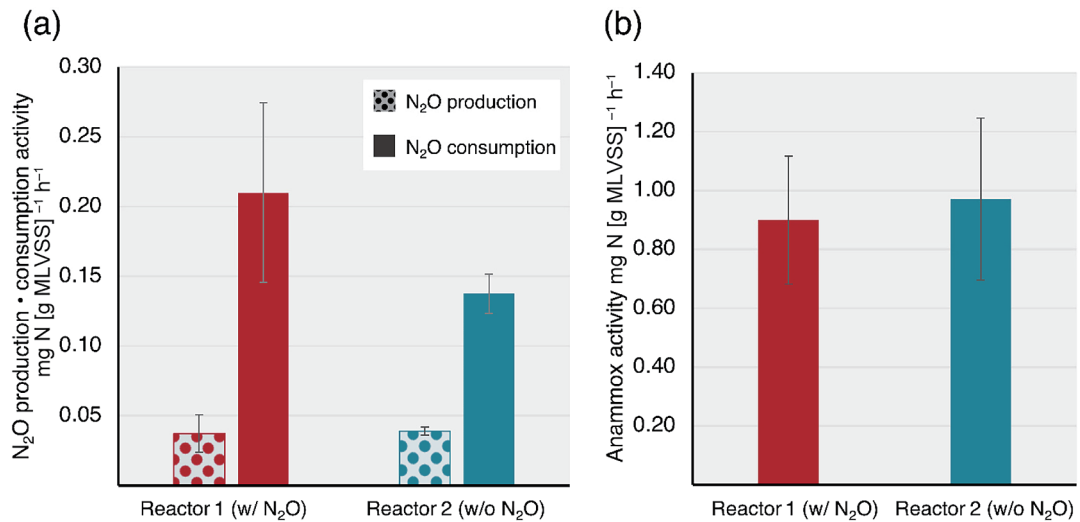 (a)
N₂O production • consumption activity
mg N [g MLVSS] ⁻¹ h⁻¹
0.30
0.25
0.20
0.15
0.10
0.05
N₂O production
N₂O consumption
Reactor 1 (w/ N₂O)
Reactor 2 (w/o N₂O)
(b)
Anammox activity mg N [g MLVSS] ⁻¹ h⁻¹
1.40
1.20
1.00
0.80
0.60
0.40
0.20
Reactor 1 (w/ N₂O)
Reactor 2 (w/o N₂O)